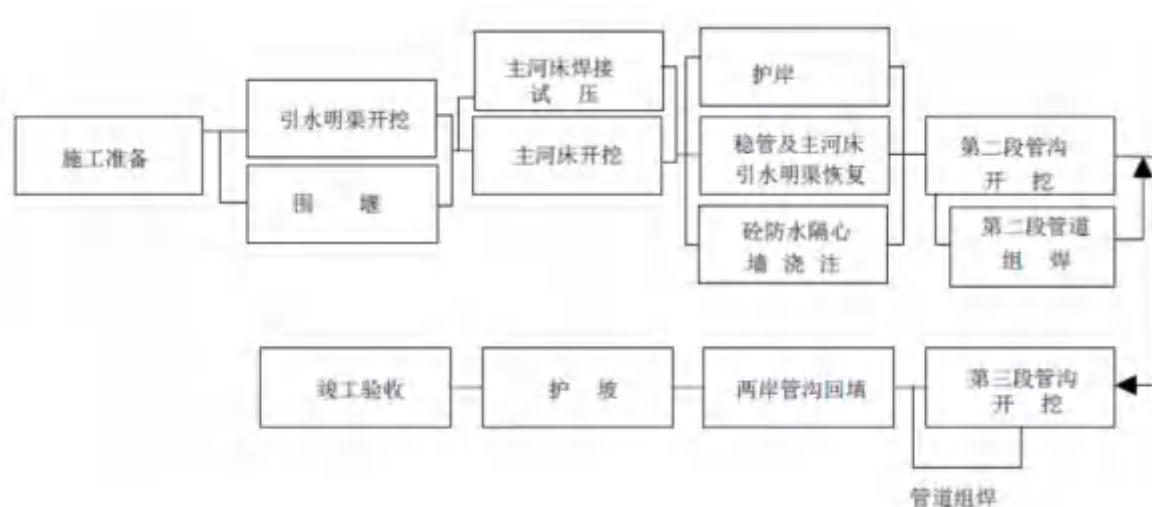 施工准备
引水明渠开挖
围 堰
主河床焊接
试 压
主河床开挖
护岸
稳管及主河床
引水明渠恢复
砼防水隔心
墙 浇 注
第二段管沟
开 挖
第二段管道
组 焊
竣工验收
护 坡
两岸管沟回填
第三段管沟
开 挖
管道组焊